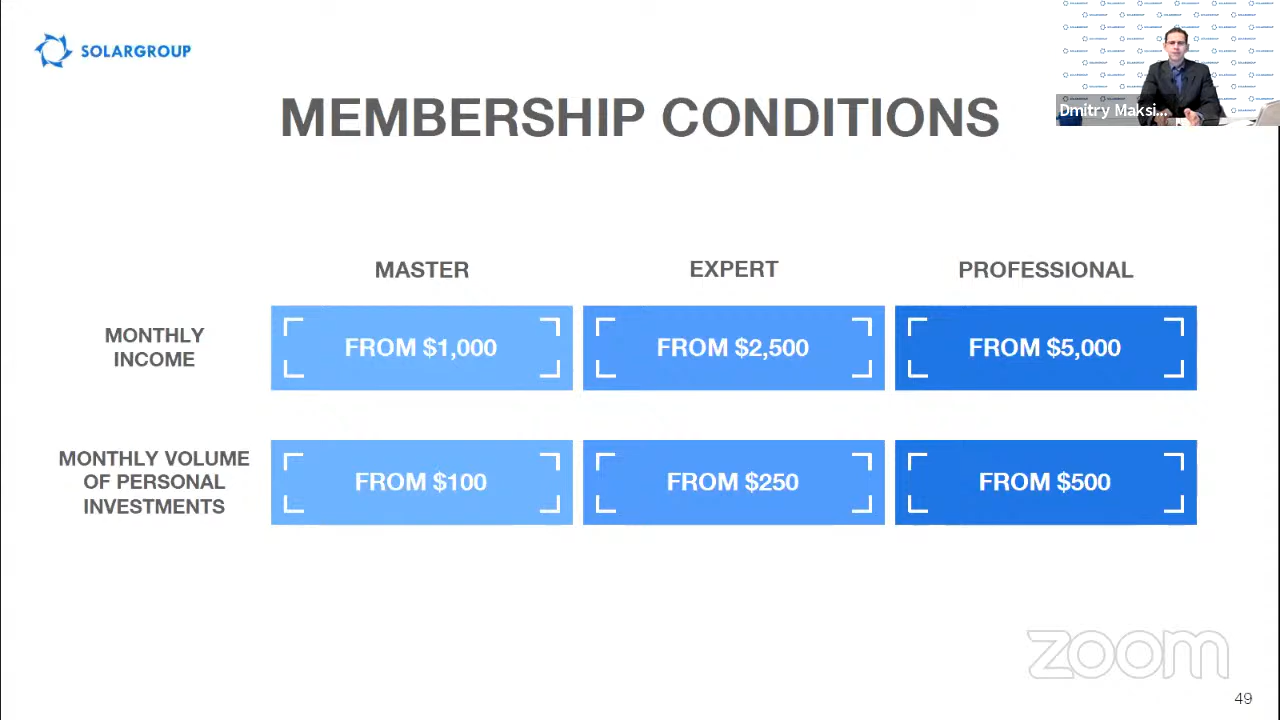 SOLARGROUP
Dmitry Maksi...
MEMBERSHIP CONDITIONS
MASTER
EXPERT
PROFESSIONAL
MONTHLY
INCOME
FROM $1,000
FROM $2,500
FROM $5,000
MONTHLY VOLUME
OF PERSONAL
INVESTMENTS
FROM $100
FROM $250
FROM $500
zoom
49